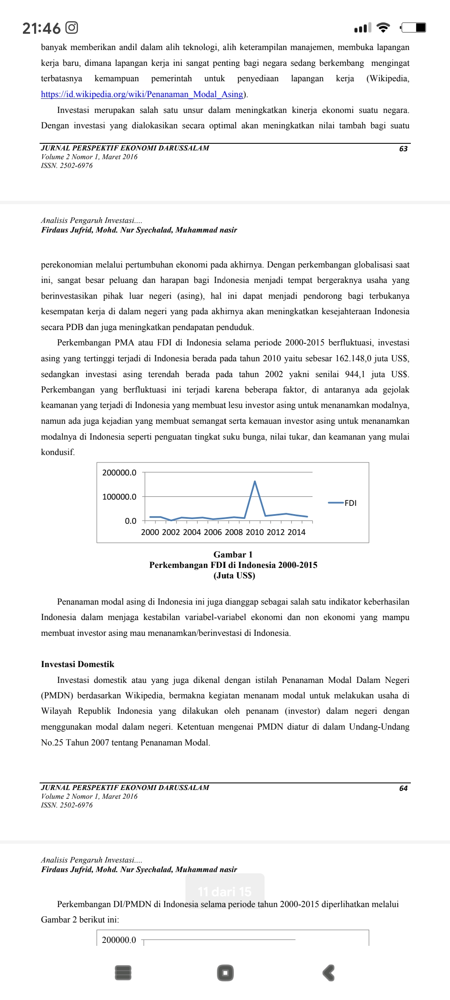 21:46
banyak memberikan andil dalam alih teknologi, alih keterampilan manajemen, membuka lapangan
kerja baru, dimana lapangan kerja ini sangat penting bagi negara sedang berkembang mengingat
terbatasnya kemampuan pemerintah untuk penyediaan lapangan kerja (Wikipedia,
https://id.wikipedia.org/wiki/Penanaman_Modal_Asing).
Investasi merupakan salah satu unsur dalam meningkatkan kinerja ekonomi suatu negara.
Dengan investasi yang dialokasikan secara optimal akan meningkatkan nilai tambah bagi suatu
JURNAL PERSPEKTIF EKONOMI DARUSSALAM 63
Volume 2 Nomor 1, Maret 2016
ISSN. 2502-6976
Analisis Pengaruh Investasi....
Firdaus Jufrid, Mohd. Nur Syechalad, Muhammad nasir
perekonomian melalui pertumbuhan ekonomi pada akhirnya. Dengan perkembangan globalisasi saat
ini, sangat besar peluang dan harapan bagi Indonesia menjadi tempat bergeraknya usaha yang
berinvestasikan pihak luar negeri (asing), hal ini dapat menjadi pendorong bagi terbukanya
kesempatan kerja di dalam negeri yang pada akhirnya akan meningkatkan kesejahteraan Indonesia
secara PDB dan juga meningkatkan pendapatan penduduk.
Perkembangan PMA atau FDI di Indonesia selama periode 2000-2015 berfluktuasi, investasi
asing yang tertinggi terjadi di Indonesia berada pada tahun 2010 yaitu sebesar 162.148,0 juta US$,
sedangkan investasi asing terendah berada pada tahun 2002 yakni senilai 944,1 juta US$.
Perkembangan yang berfluktuasi ini terjadi karena beberapa faktor, di antaranya ada gejolak
keamanan yang terjadi di Indonesia yang membuat lesu investor asing untuk menanamkan modalnya,
namun ada juga kejadian yang membuat semangat serta kemauan investor asing untuk menanamkan
modalnya di Indonesia seperti penguatan tingkat suku bunga, nilai tukar, dan keamanan yang mulai
kondusif.
200000.0
100000.0
FDI
0.0
2000 2002 2004 2006 2008 2010 2012 2014
Gambar 1
Perkembangan FDI di Indonesia 2000-2015
(Juta US$)
Penanaman modal asing di Indonesia ini juga dianggap sebagai salah satu indikator keberhasilan
Indonesia dalam menjaga kestabilan variabel-variabel ekonomi dan non ekonomi yang mampu
membuat investor asing mau menanamkan/berinvestasi di Indonesia.
Investasi Domestik
Investasi domestik atau yang juga dikenal dengan istilah Penanaman Modal Dalam Negeri
(PMDN) berdasarkan Wikipedia, bermakna kegiatan menanam modal untuk melakukan usaha di
Wilayah Republik Indonesia yang dilakukan oleh penanam (investor) dalam negeri dengan
menggunakan modal dalam negeri. Ketentuan mengenai PMDN diatur di dalam Undang-Undang
No.25 Tahun 2007 tentang Penanaman Modal.
JURNAL PERSPEKTIF EKONOMI DARUSSALAM 64
Volume 2 Nomor 1, Maret 2016
ISSN. 2502-6976
Analisis Pengaruh Investasi....
Firdaus Jufrid, Mohd. Nur Syechalad, Muhammad nasir
11 dari 15
Perkembangan DI/PMDN di Indonesia selama periode tahun 2000-2015 diperlihatkan melalui
Gambar 2 berikut ini:
200000.0